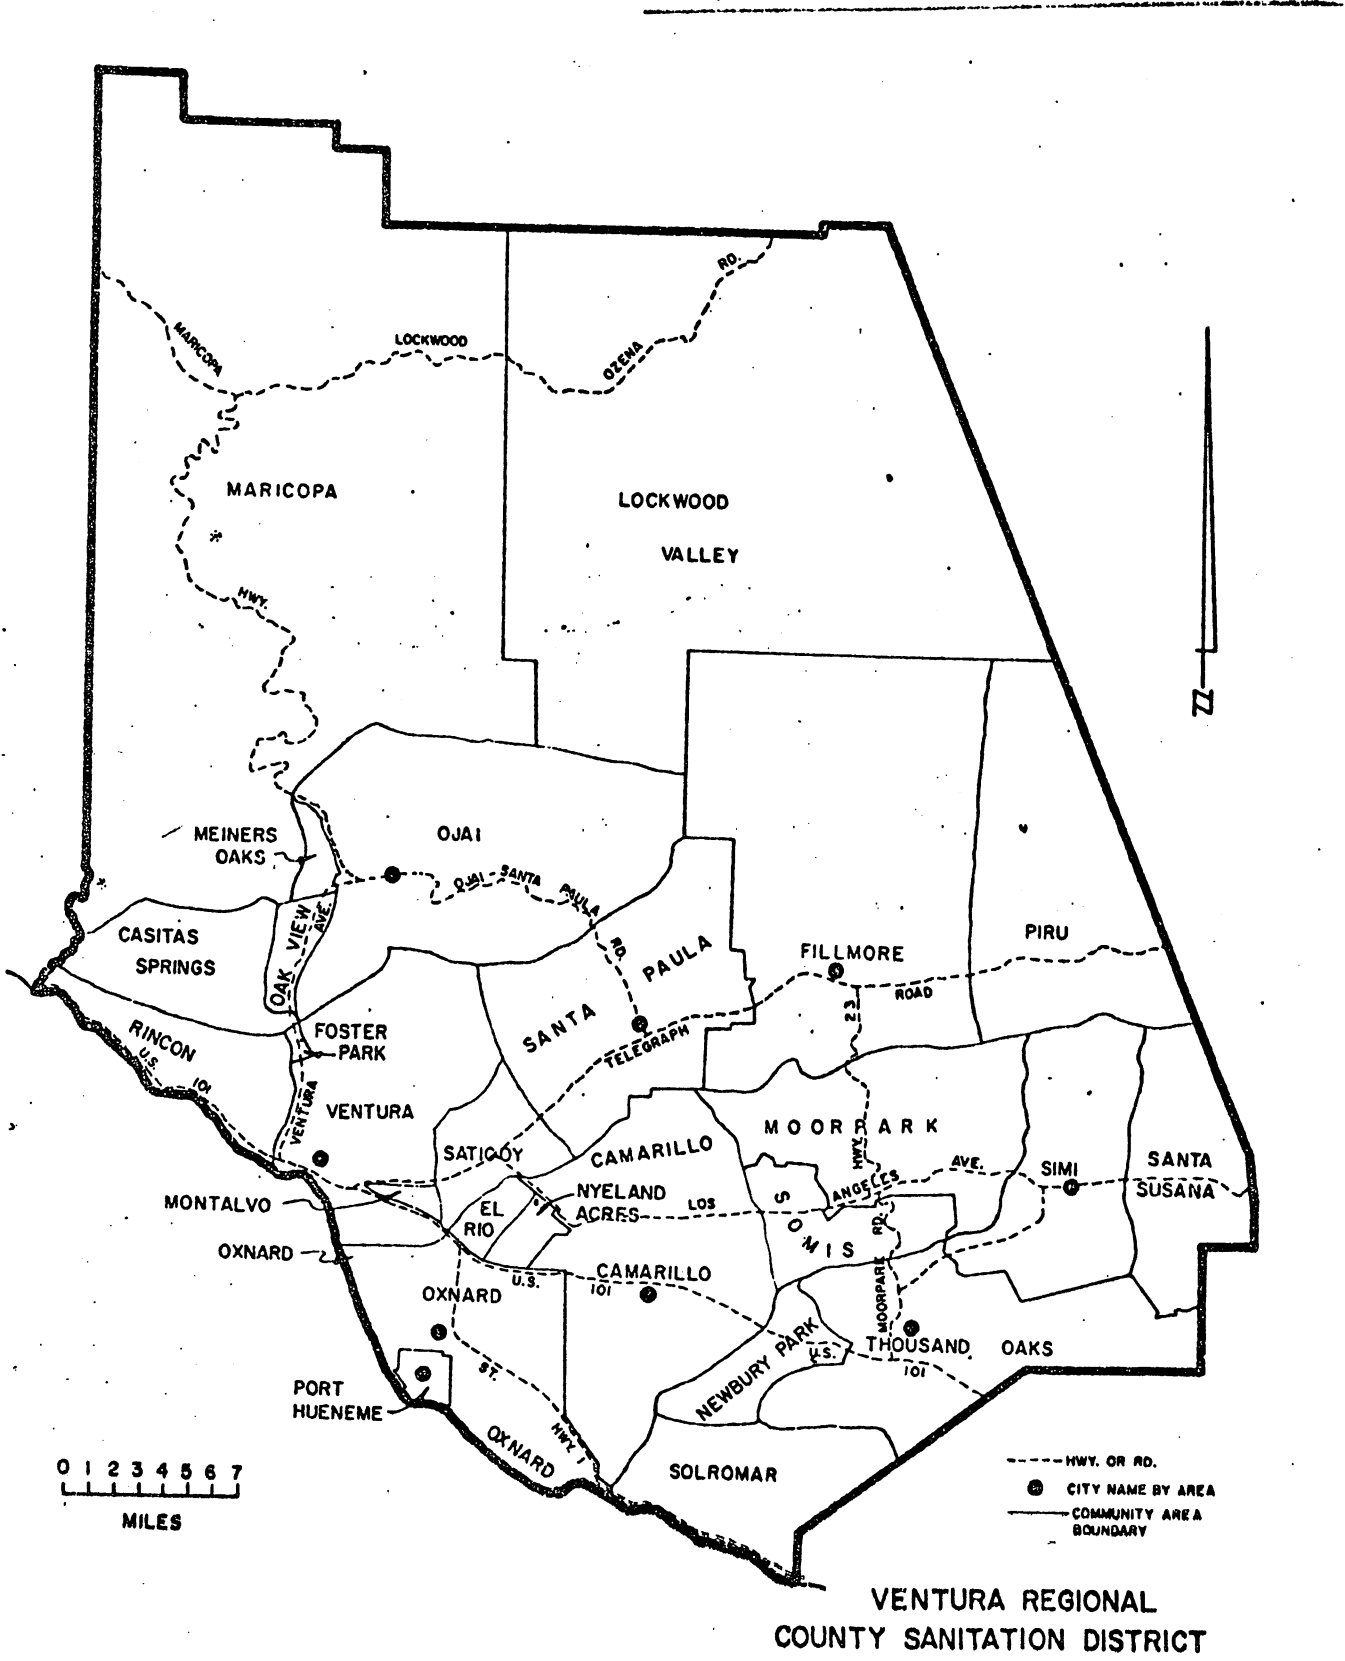 RD.
MARICOPA
LOCKWOOD
OZENA
MARICOPA
LOCKWOOD
VALLEY
HWY.
N
MEINERS
OAKS
OJAI
OJAI - SANTA PAULA
RD.
CASITAS
SPRINGS
OAK VIEW
AVE.
SANTA PAULA
FILLMORE
PIRU
ROAD
23
TELEGRAPH
RINCON
U.S.
101
FOSTER
PARK
VENTURA
VENTURA
SATICOY
CAMARILLO
MOORPARK
HWY.
ANGELES
AVE.
SIMI
SANTA
SUSANA
MONTALVO
NYELAND
ACRES
LOS
EL
RIO
SOMIS
RD.
OXNARD
U.S.
CAMARILLO
101
MOORPARK
OXNARD
THOUSAND OAKS
NEWBURY PARK
U.S.
101
ST.
PORT
HUENEME
HWY. 1
OXNARD
SOLROMAR
0 1 2 3 4 5 6 7
MILES
HWY. OR RD.
CITY NAME BY AREA
COMMUNITY AREA
BOUNDARY
VENTURA REGIONAL
COUNTY SANITATION DISTRICT